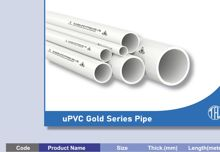 uPVC Gold Series Pipe
Code Product Name Size Thick.(mm) Length(mete